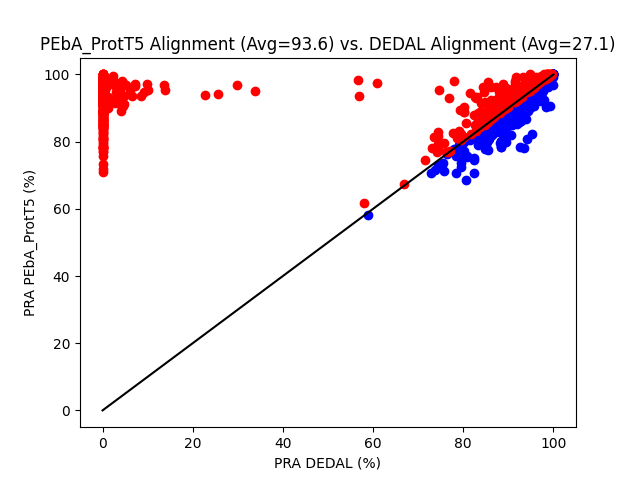 PEbA_ProtT5 Alignment (Avg=93.6) vs. DEDAL Alignment (Avg=27.1)
PRA PEbA_ProtT5 (%)
100
80
60
40
20
0
0 20 40 60 80 100
PRA DEDAL (%)